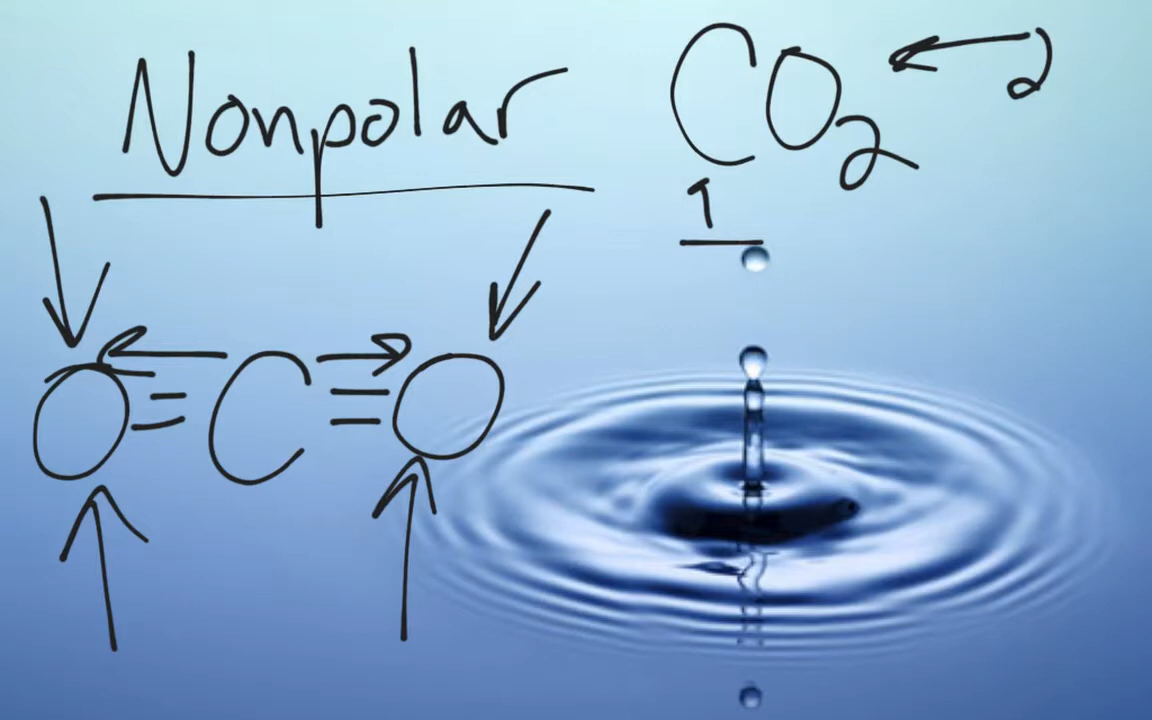 Nonpolar CO₂ ← 2
1
O = C = O